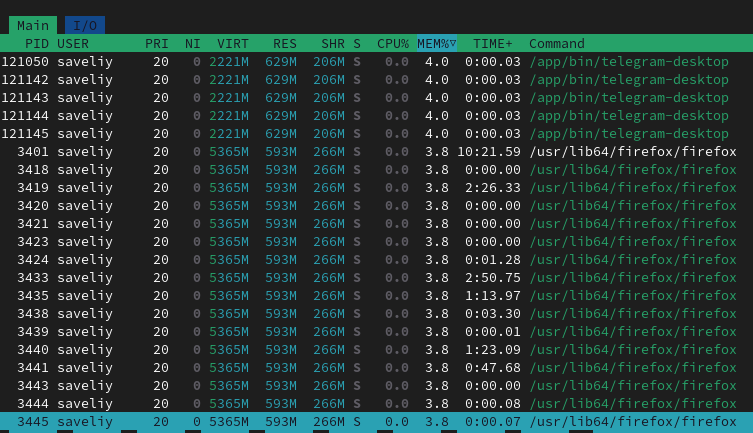 Main I/O
PID USER PRI NI VIRT RES SHR S CPU% MEM%▽ TIME+ Command
121050 saveliy 20 0 2221M 629M 206M S 0.0 4.0 0:00.03 /app/bin/telegram-desktop
121142 saveliy 20 0 2221M 629M 206M S 0.0 4.0 0:00.03 /app/bin/telegram-desktop
121143 saveliy 20 0 2221M 629M 206M S 0.0 4.0 0:00.03 /app/bin/telegram-desktop
121144 saveliy 20 0 2221M 629M 206M S 0.0 4.0 0:00.03 /app/bin/telegram-desktop
121145 saveliy 20 0 2221M 629M 206M S 0.0 4.0 0:00.03 /app/bin/telegram-desktop
3401 saveliy 20 0 5365M 593M 266M S 0.0 3.8 10:21.59 /usr/lib64/firefox/firefox
3418 saveliy 20 0 5365M 593M 266M S 0.0 3.8 0:00.00 /usr/lib64/firefox/firefox
3419 saveliy 20 0 5365M 593M 266M S 0.0 3.8 2:26.33 /usr/lib64/firefox/firefox
3420 saveliy 20 0 5365M 593M 266M S 0.0 3.8 0:00.00 /usr/lib64/firefox/firefox
3421 saveliy 20 0 5365M 593M 266M S 0.0 3.8 0:00.00 /usr/lib64/firefox/firefox
3423 saveliy 20 0 5365M 593M 266M S 0.0 3.8 0:00.00 /usr/lib64/firefox/firefox
3424 saveliy 20 0 5365M 593M 266M S 0.0 3.8 0:01.28 /usr/lib64/firefox/firefox
3433 saveliy 20 0 5365M 593M 266M S 0.0 3.8 2:50.75 /usr/lib64/firefox/firefox
3435 saveliy 20 0 5365M 593M 266M S 0.0 3.8 1:13.97 /usr/lib64/firefox/firefox
3438 saveliy 20 0 5365M 593M 266M S 0.0 3.8 0:03.30 /usr/lib64/firefox/firefox
3439 saveliy 20 0 5365M 593M 266M S 0.0 3.8 0:00.01 /usr/lib64/firefox/firefox
3440 saveliy 20 0 5365M 593M 266M S 0.0 3.8 1:23.09 /usr/lib64/firefox/firefox
3441 saveliy 20 0 5365M 593M 266M S 0.0 3.8 0:47.68 /usr/lib64/firefox/firefox
3443 saveliy 20 0 5365M 593M 266M S 0.0 3.8 0:00.00 /usr/lib64/firefox/firefox
3444 saveliy 20 0 5365M 593M 266M S 0.0 3.8 0:00.08 /usr/lib64/firefox/firefox
3445 saveliy 20 0 5365M 593M 266M S 0.0 3.8 0:00.07 /usr/lib64/firefox/firefox